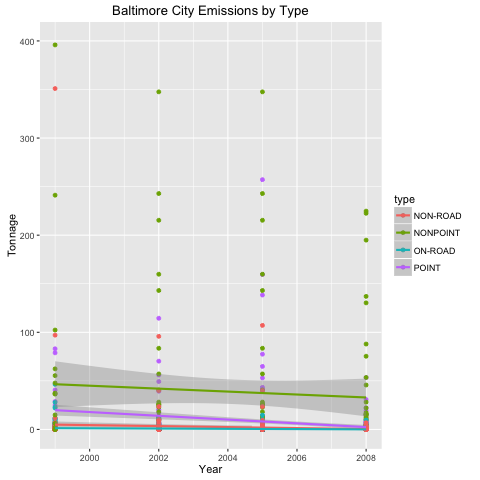 Baltimore City Emissions by Type
400
300
200
100
0
Tonnage
2000
2002
2004
2006
2008
Year
type
NON-ROAD
NONPOINT
ON-ROAD
POINT